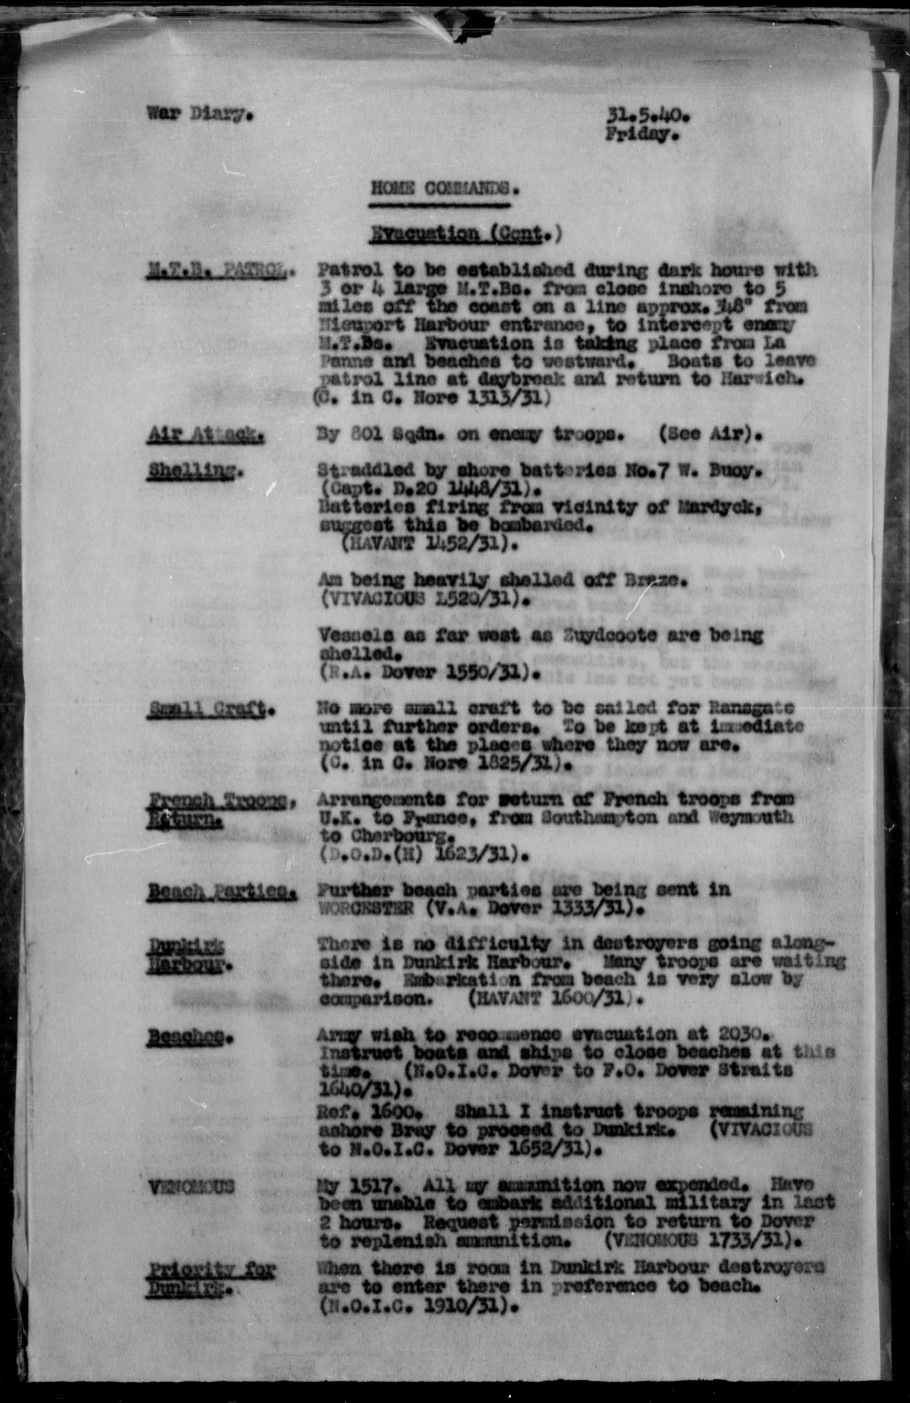 War Diary.
31.5.40.
Friday.
HOME COMMANDS.
Evacuation (Cont.)
M.T.B. PATROL. Patrol to be established during dark hours with
3 or 4 large M.T.Bs. from close inshore to 5
miles off the coast on a line approx. 348° from
Nieuport Harbour entrance, to intercept enemy
M.T.Bs. Evacuation is taking place from La
Panne and beaches to westward. Boats to leave
patrol line at daybreak and return to Harwich.
(C. in C. Nore 1313/31)
Air Attack. By 801 Sqdn. on enemy troops. (See Air).
Shelling. Straddled by shore batteries No.7 W. Buoy.
(Capt. D.20 1448/31).
Batteries firing from vicinity of Mardyck,
suggest this be bombarded.
(HAVANT 1452/31).
Am being heavily shelled off Braze.
(VIVACIOUS 1520/31).
Vessels as far west as Zuydcoote are being
shelled.
(R.A. Dover 1550/31).
Small Craft. No more small craft to be sailed for Ramsgate
until further orders. To be kept at immediate
notice at the places where they now are.
(C. in C. Nore 1825/31).
French Troops, Arrangements for return of French troops from
Return. U.K. to France, from Southampton and Weymouth
to Cherbourg.
(D.O.D.(H) 1623/31).
Beach Parties. Further beach parties are being sent in
WORCESTER (V.A. Dover 1333/31).
Dunkirk There is no difficulty in destroyers going along-
Harbour. side in Dunkirk Harbour. Many troops are waiting
there. Embarkation from beach is very slow by
comparison. (HAVANT 1600/31).
Beaches. Army wish to recommence evacuation at 2030.
Instruct boats and ships to close beaches at this
time. (N.O.I.C. Dover to F.O. Dover Straits
1640/31).
Ref. 1600. Shall I instruct troops remaining
ashore Bray to proceed to Dunkirk. (VIVACIOUS
to N.O.I.C. Dover 1652/31).
VENOMOUS My 1517. All my ammunition now expended. Have
been unable to embark additional military in last
2 hours. Request permission to return to Dover
to replenish ammunition. (VENOMOUS 1733/31).
Priority for When there is room in Dunkirk Harbour destroyers
Dunkirk. are to enter there in preference to beach.
(N.O.I.C. 1910/31).